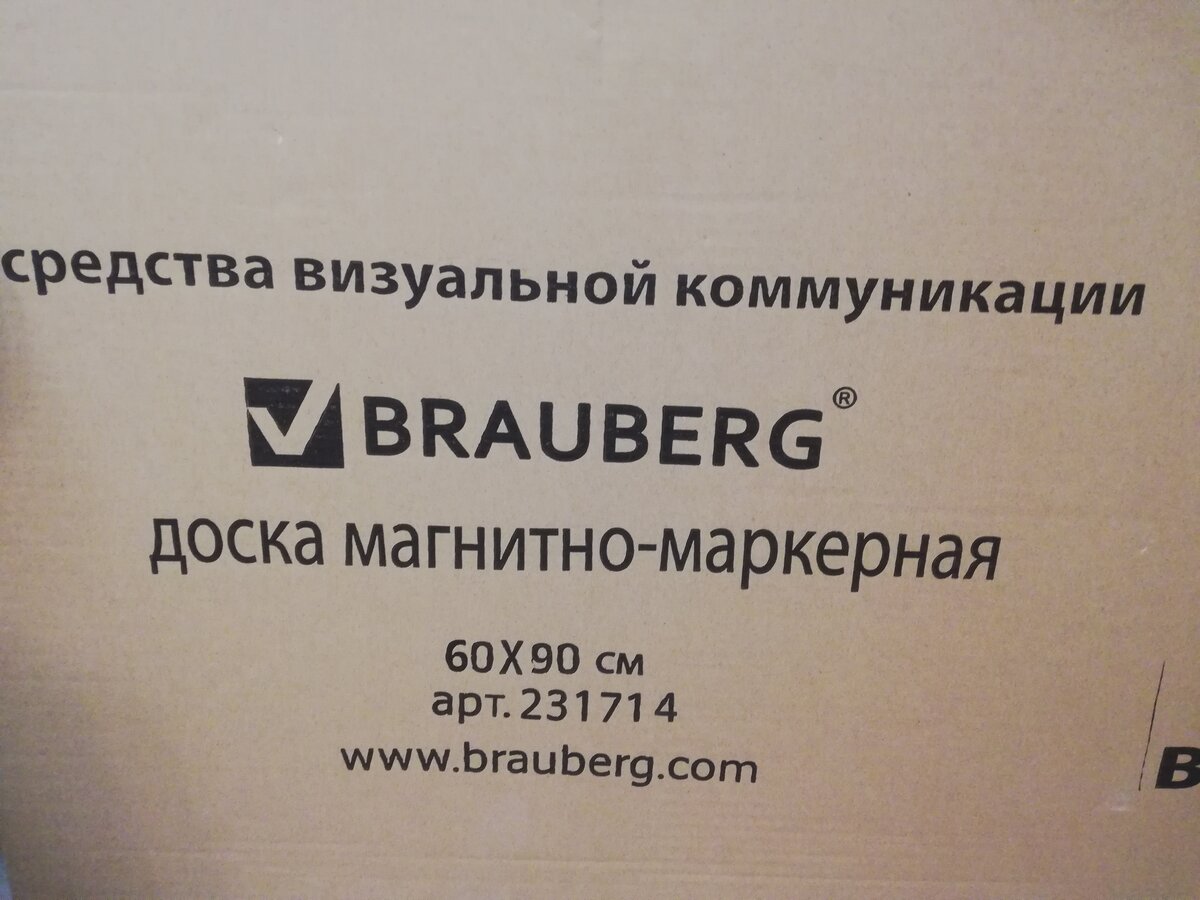 средства визуальной коммуникации
BRAUBERG®
доска магнитно-маркерная
60X90 см
арт.231714
www.brauberg.com